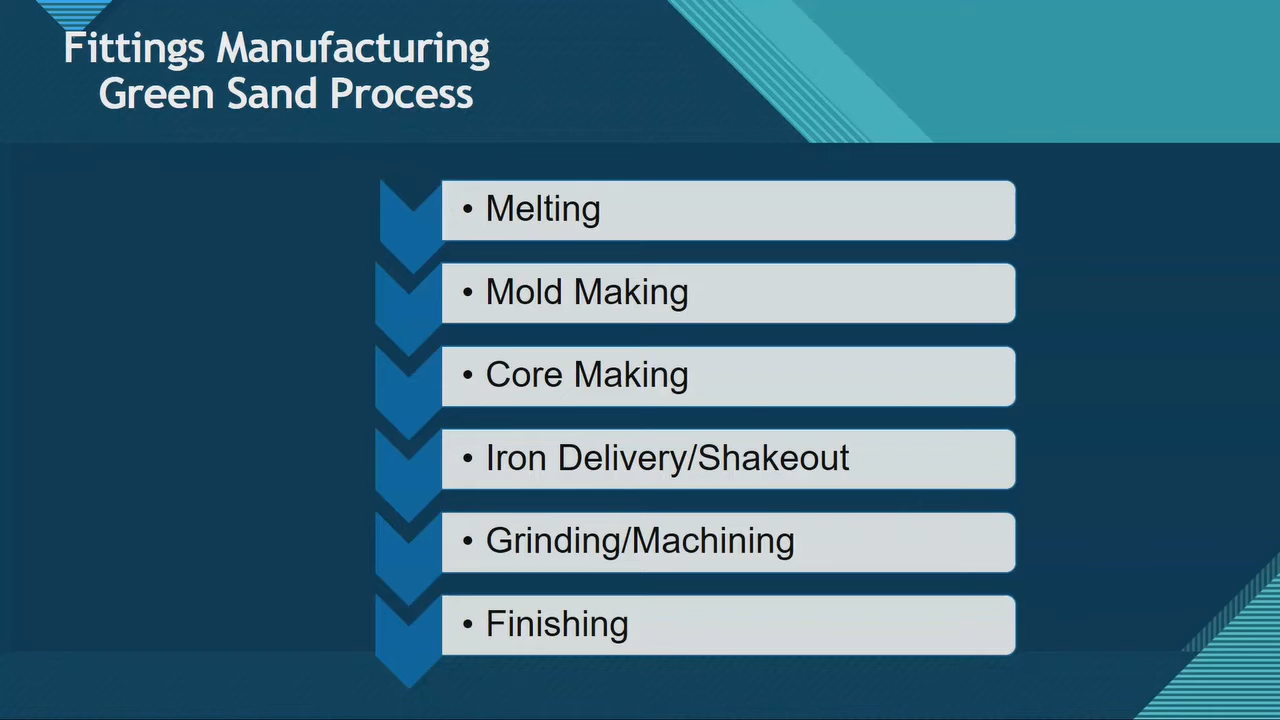 Fittings Manufacturing
Green Sand Process
• Melting
• Mold Making
• Core Making
• Iron Delivery/Shakeout
• Grinding/Machining
• Finishing